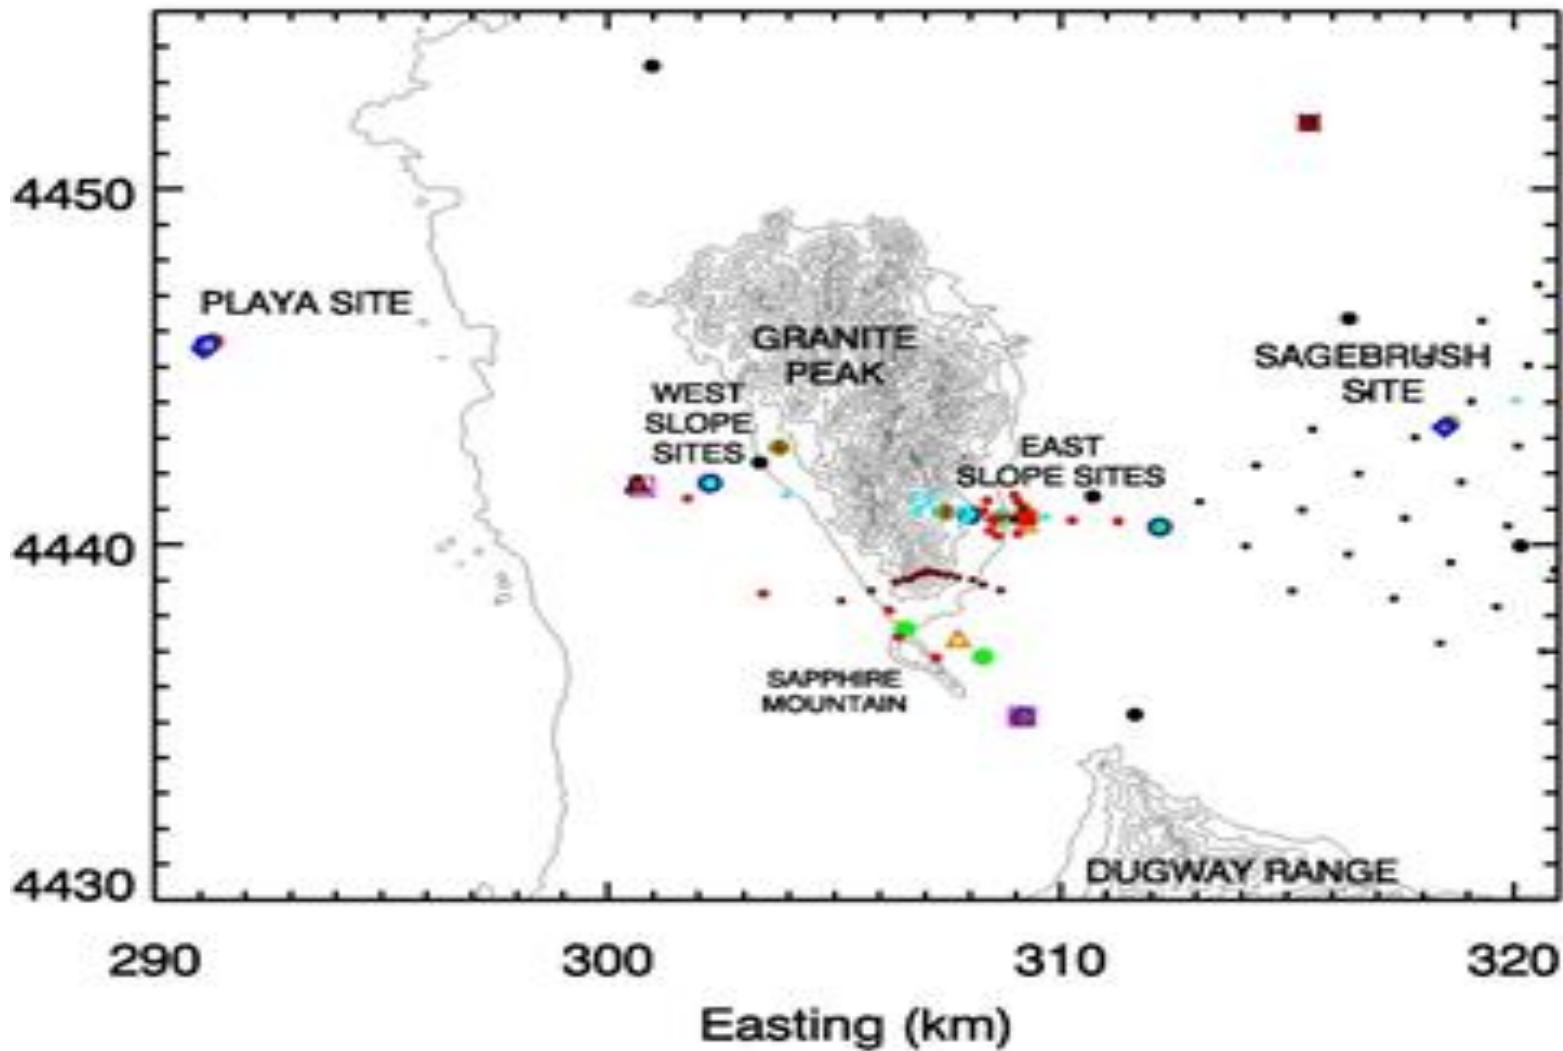 4450
PLAYA SITE
GRANITE
PEAK
SAGEBRUSH
SITE
WEST
SLOPE
SITES
EAST
SLOPE SITES
4440
SAPPHIRE
MOUNTAIN
4430
DUGWAY RANGE
290
300
310
320
Easting (km)